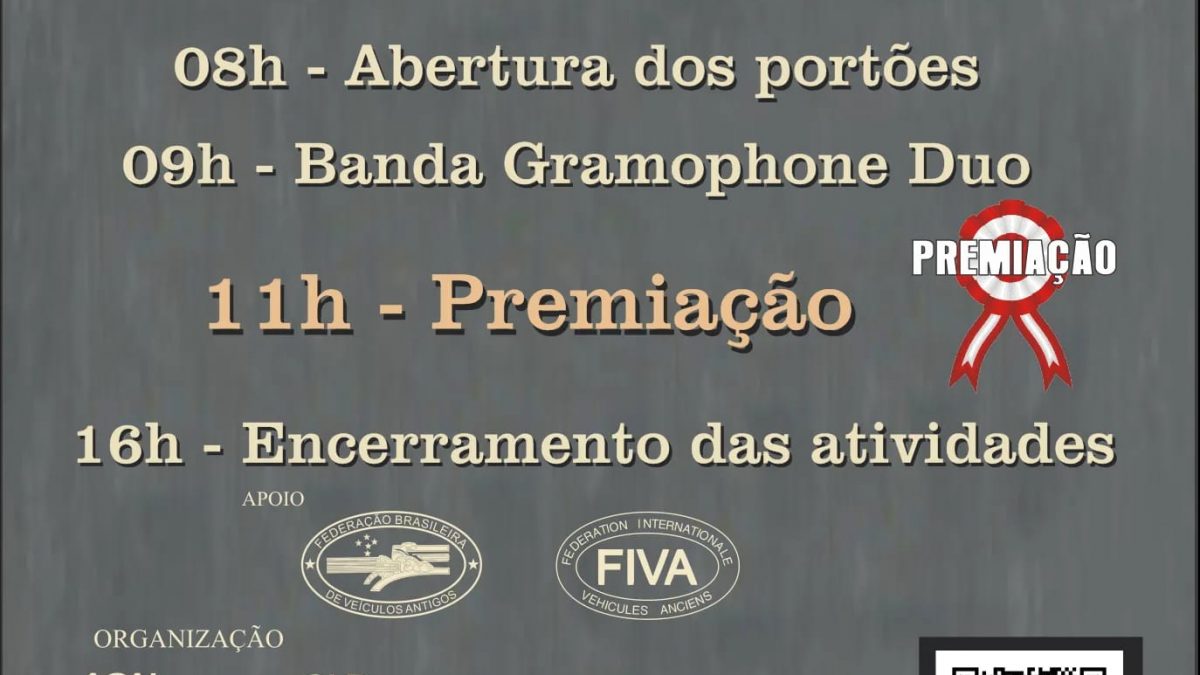 08h - Abertura dos portões
09h - Banda Gramophone Duo
PREMIAÇÃO
11h - Premiação
16h - Encerramento das atividades
APOIO
FEDERAÇÃO BRASILEIRA
DE VEÍCULOS ANTIGOS
FEDERATION INTERNATIONALE
FIVA
VEHICULES ANCIENS
ORGANIZAÇÃO